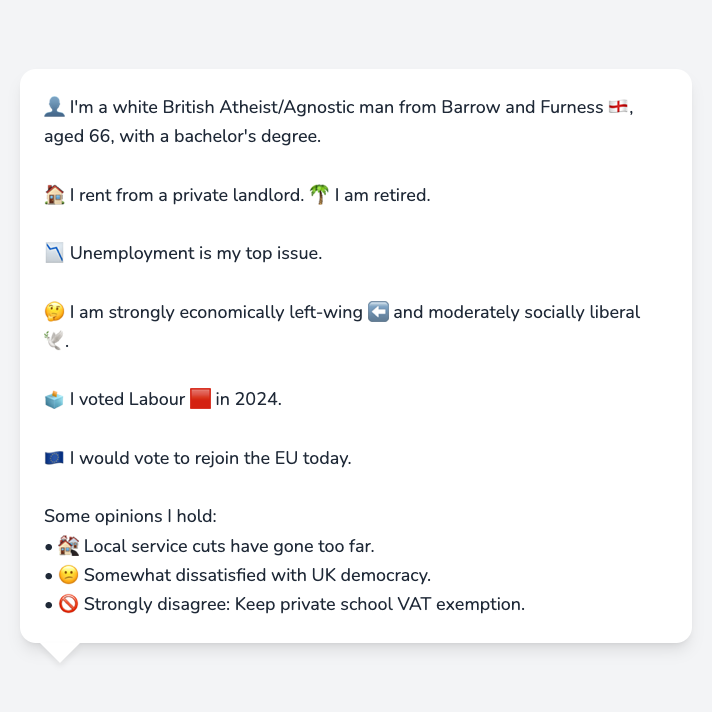 👤 I'm a white British Atheist/Agnostic man from Barrow and Furness 🏴󠁧󠁢󠁥󠁮󠁧󠁿,
aged 66, with a bachelor's degree.
🏠 I rent from a private landlord. 🌴 I am retired.
📉 Unemployment is my top issue.
🤔 I am strongly economically left-wing ⬅️ and moderately socially liberal
🕊️.
🗳️ I voted Labour 🟥 in 2024.
🇪🇺 I would vote to rejoin the EU today.
Some opinions I hold:
• 🏚️ Local service cuts have gone too far.
• 😕 Somewhat dissatisfied with UK democracy.
• 🚫 Strongly disagree: Keep private school VAT exemption.